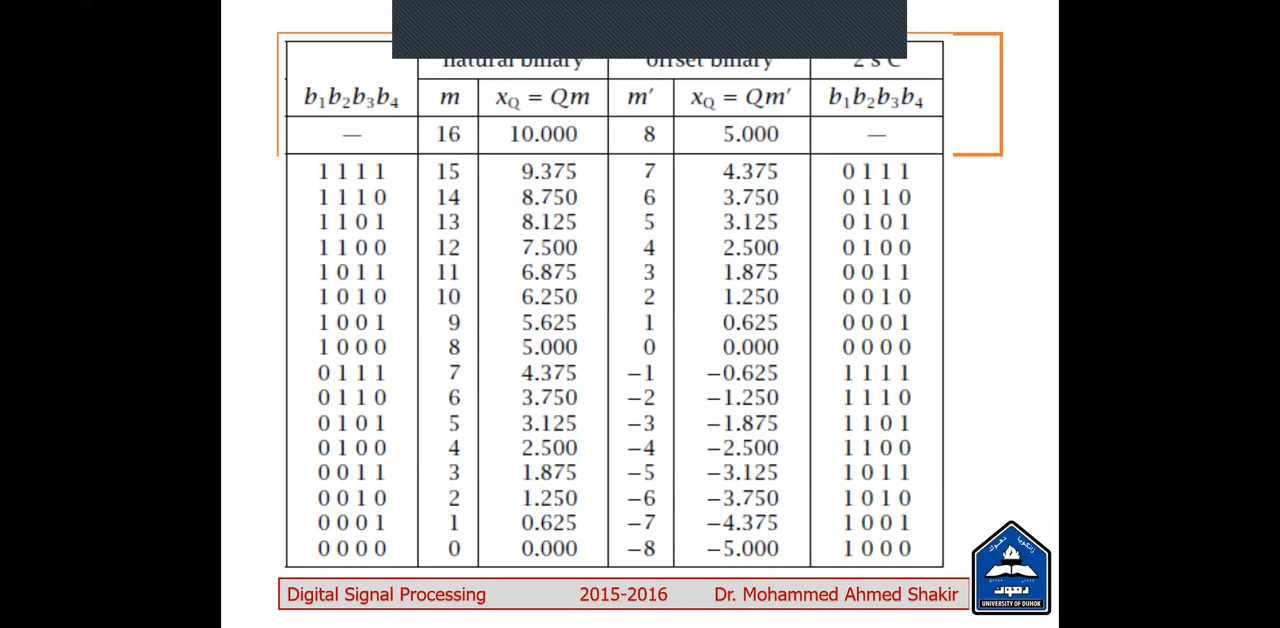 natural binary offset binary 2's C
b₁b₂b₃b₄ m x_Q = Qm m′ x_Q = Qm′ b₁b₂b₃b₄
— 16 10.000 8 5.000 —
1 1 1 1 15 9.375 7 4.375 0 1 1 1
1 1 1 0 14 8.750 6 3.750 0 1 1 0
1 1 0 1 13 8.125 5 3.125 0 1 0 1
1 1 0 0 12 7.500 4 2.500 0 1 0 0
1 0 1 1 11 6.875 3 1.875 0 0 1 1
1 0 1 0 10 6.250 2 1.250 0 0 1 0
1 0 0 1 9 5.625 1 0.625 0 0 0 1
1 0 0 0 8 5.000 0 0.000 0 0 0 0
0 1 1 1 7 4.375 −1 −0.625 1 1 1 1
0 1 1 0 6 3.750 −2 −1.250 1 1 1 0
0 1 0 1 5 3.125 −3 −1.875 1 1 0 1
0 1 0 0 4 2.500 −4 −2.500 1 1 0 0
0 0 1 1 3 1.875 −5 −3.125 1 0 1 1
0 0 1 0 2 1.250 −6 −3.750 1 0 1 0
0 0 0 1 1 0.625 −7 −4.375 1 0 0 1
0 0 0 0 0 0.000 −8 −5.000 1 0 0 0
Digital Signal Processing 2015-2016 Dr. Mohammed Ahmed Shakir
UNIVERSITY OF DUHOK